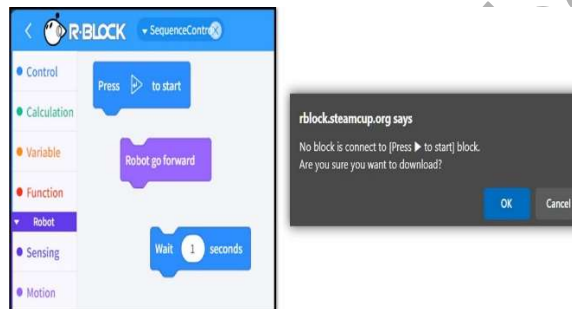 R·BLOCK
SequenceContro
Control
Press to start
Calculation
Variable
Robot go forward
Function
Robot
Sensing
Wait 1 seconds
Motion
rblock.steamcup.org says
No block is connect to [Press ▶ to start] block.
Are you sure you want to download?
OK
Cancel